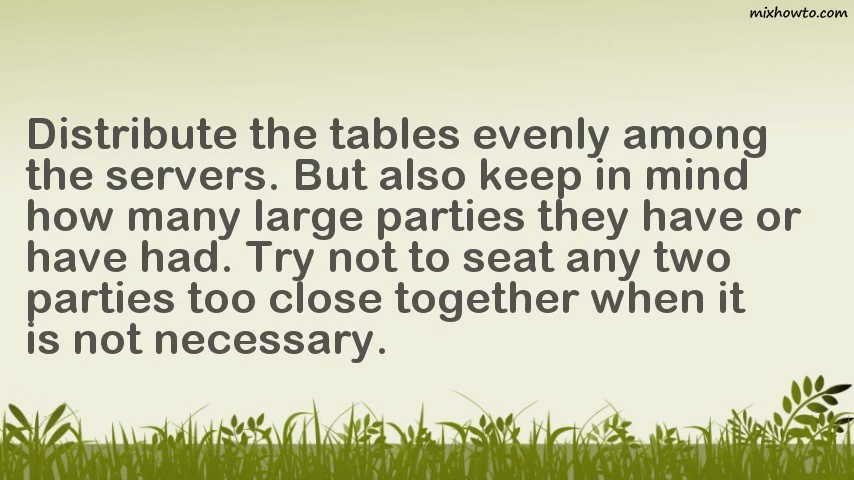 mixhowto.com
Distribute the tables evenly among
the servers. But also keep in mind
how many large parties they have or
have had. Try not to seat any two
parties too close together when it
is not necessary.